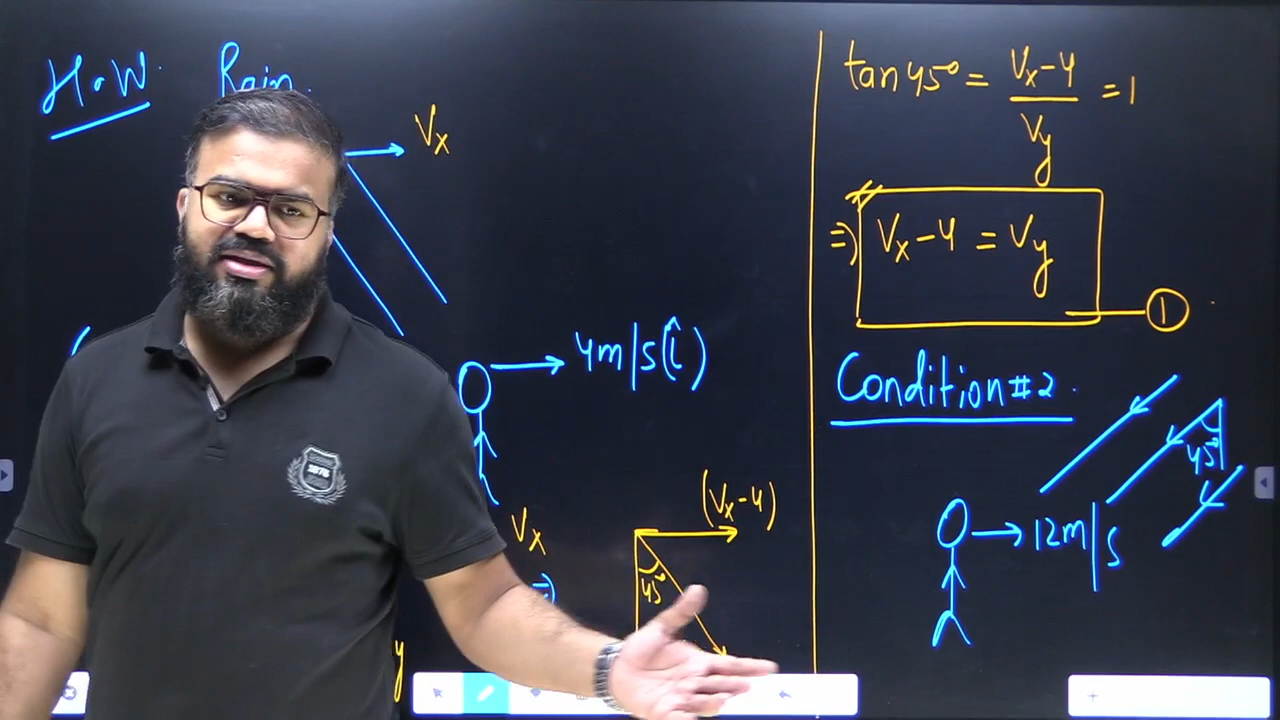 H.W. Rain.
Vx
4m/s(î)
(Vx-4)
Vx
45°
y
tan45° = Vx-4/Vy = 1
⇒ Vx-4 = Vy
1
Condition#2.
45°
12m/s
1876